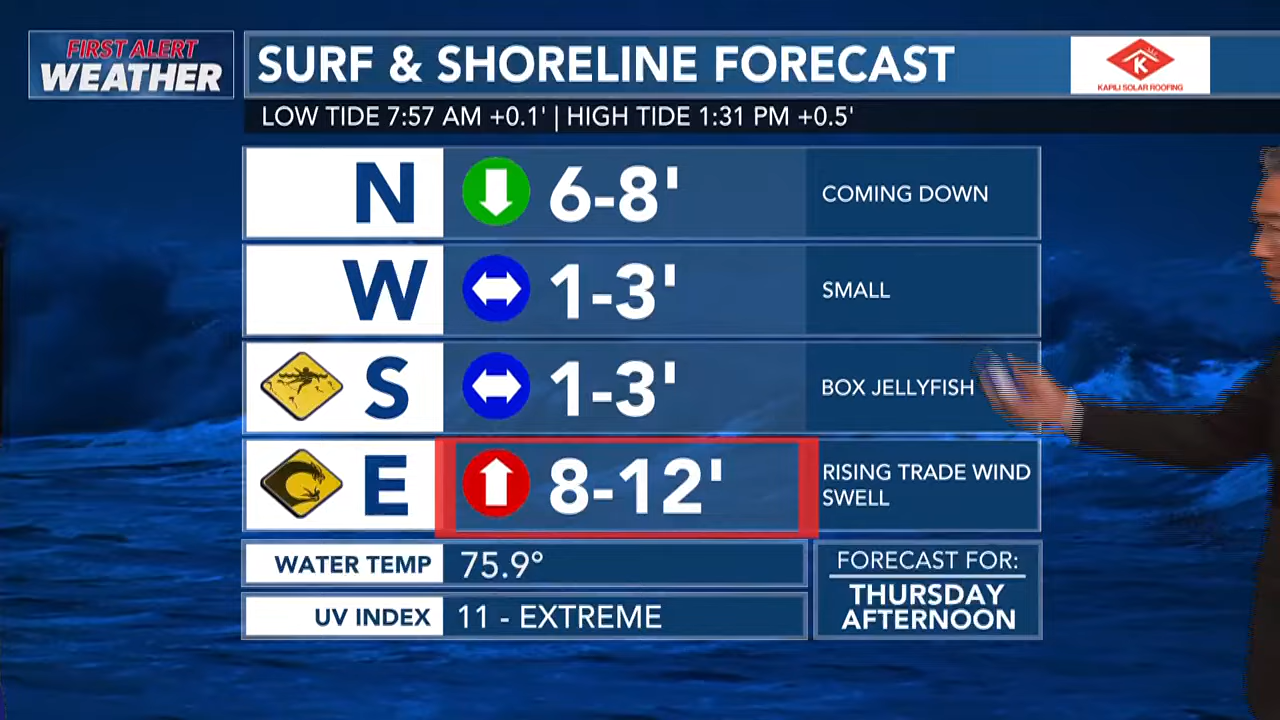 FIRST ALERT
WEATHER
SURF & SHORELINE FORECAST
K
KAPILI SOLAR ROOFING
LOW TIDE 7:57 AM +0.1' | HIGH TIDE 1:31 PM +0.5'
N 6-8' COMING DOWN
W 1-3' SMALL
S 1-3' BOX JELLYFISH
E 8-12' RISING TRADE WIND
SWELL
WATER TEMP 75.9°
UV INDEX 11 - EXTREME
FORECAST FOR:
THURSDAY
AFTERNOON